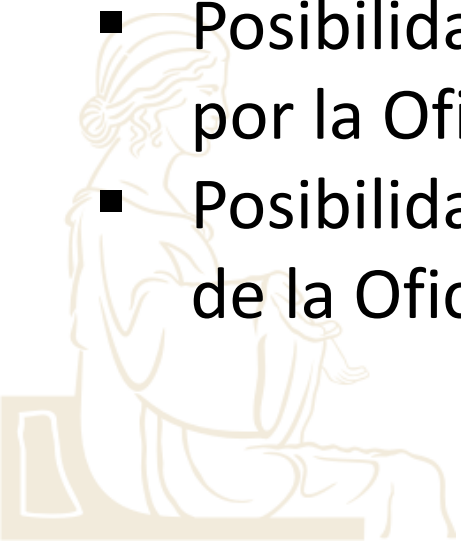 ▪ Posibilida
por la Ofi
▪ Posibilida
de la Ofic